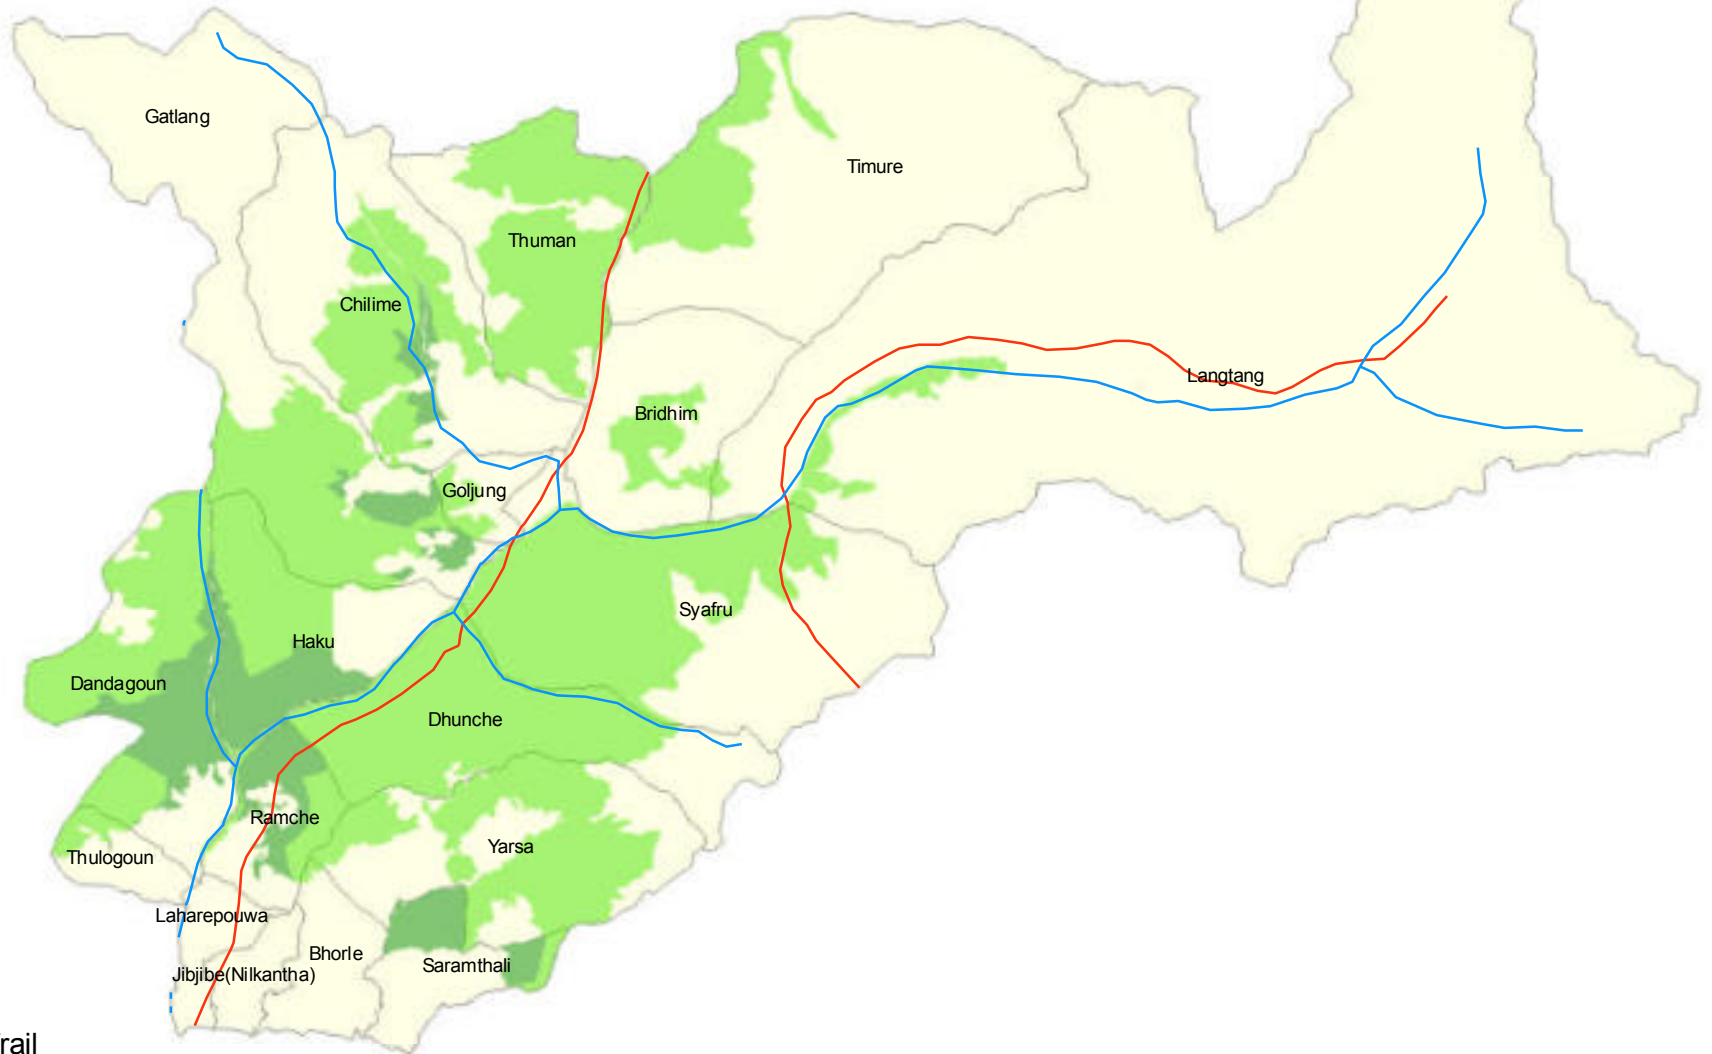 Gatlang
Timure
Thuman
Chilime
Langtang
Bridhim
Goljung
Syafru
Haku
Dandagoun
Dhunche
Ramche
Yarsa
Thulogoun
Laharepouwa
Bhorle
Saramthali
Jibjibe(Nilkantha)
rail